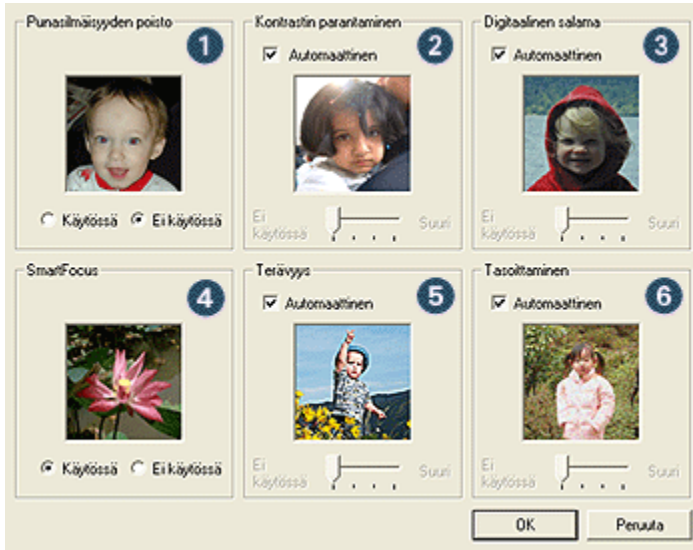 Punasilmäisyyden poisto
1
Kontrastin parantaminen
2
Automaattinen
Digitaalinen salama
3
Automaattinen
Käytössä Ei käytössä
Ei
käytössä
Suuri
Ei
käytössä
Suuri
SmartFocus
4
Terävyys
5
Automaattinen
Tasoittaminen
6
Automaattinen
Käytössä Ei käytössä
Ei
käytössä
Suuri
Ei
käytössä
Suuri
OK Peruuta